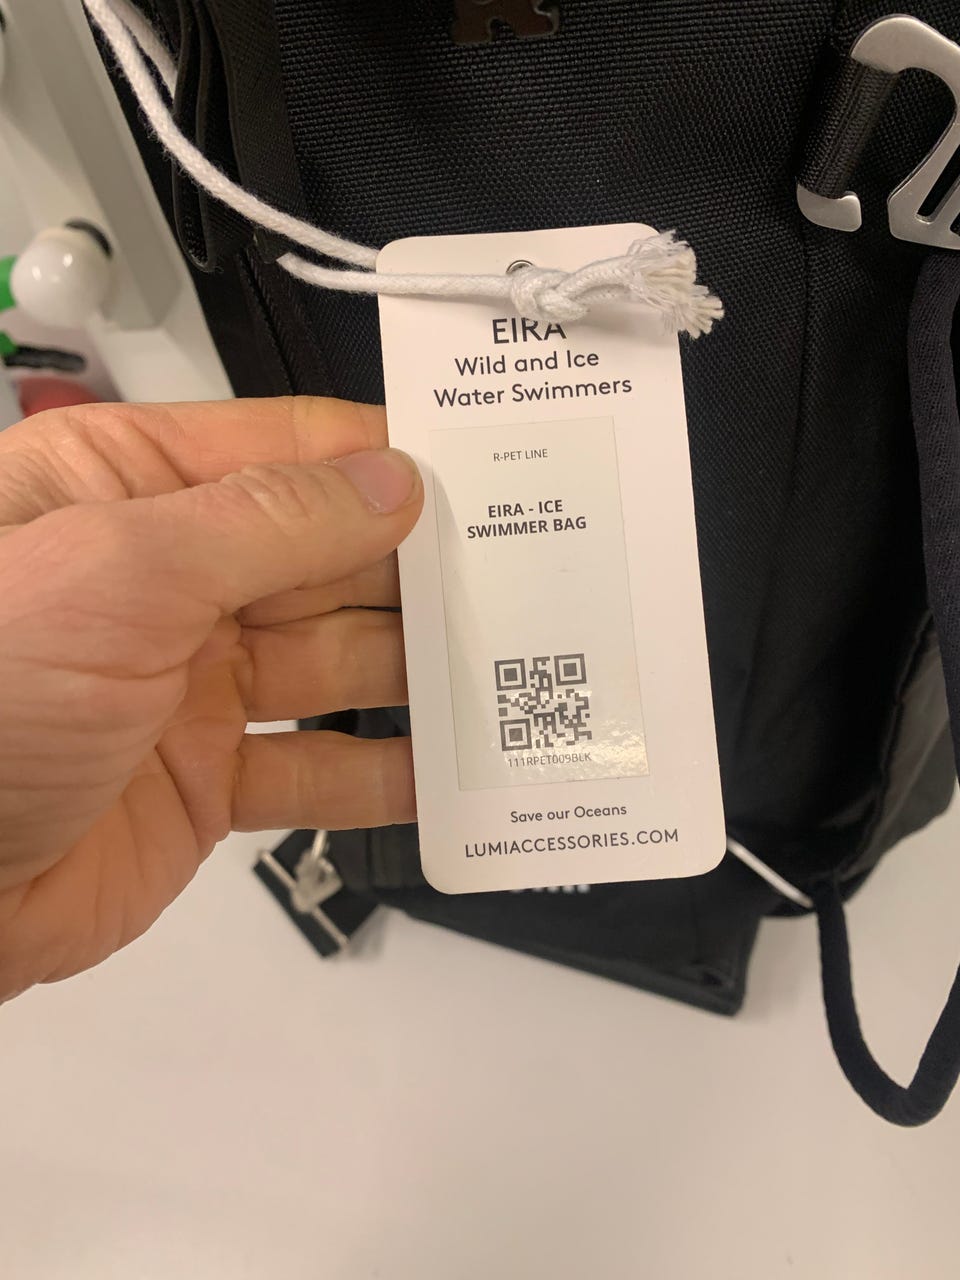 EIRA
Wild and Ice
Water Swimmers
R-PET LINE
EIRA - ICE
SWIMMER BAG
111RPET009BLK
Save our Oceans
LUMIACCESSORIES.COM